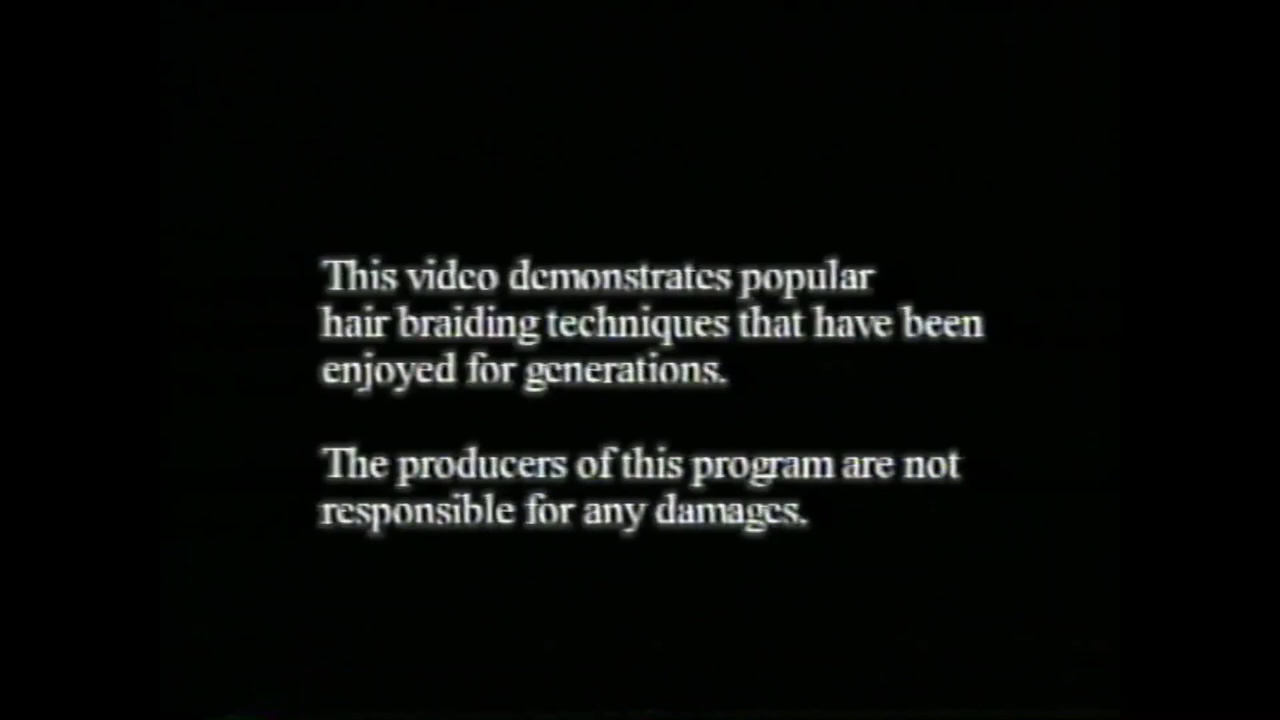 This video demonstrates popular
hair braiding techniques that have been
enjoyed for generations.
The producers of this program are not
responsible for any damages.